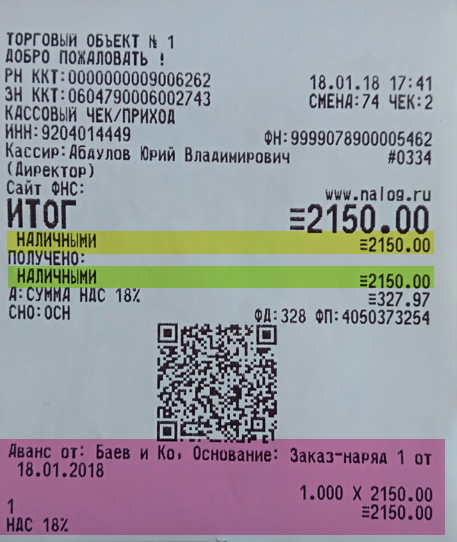 ТОРГОВЫЙ ОБЪЕКТ № 1
ДОБРО ПОЖАЛОВАТЬ !
РН ККТ:0000000009006262 18.01.18 17:41
ЗН ККТ:0604790006002743 СМЕНА:74 ЧЕК:2
КАССОВЫЙ ЧЕК/ПРИХОД
ИНН:9204014449 ФН:9999078900005462
Кассир:Абдулов Юрий Владимирович #0334
(Директор)
Сайт ФНС: www.nalog.ru
ИТОГ ≡2150.00
НАЛИЧНЫМИ ≡2150.00
ПОЛУЧЕНО:
НАЛИЧНЫМИ ≡2150.00
А:СУММА НДС 18% ≡327.97
СНО:ОСН ФД:328 ФП:4050373254
Аванс от: Баев и Ко, Основание: Заказ-наряд 1 от
18.01.2018
1.000 X 2150.00
1 ≡2150.00
НДС 18%